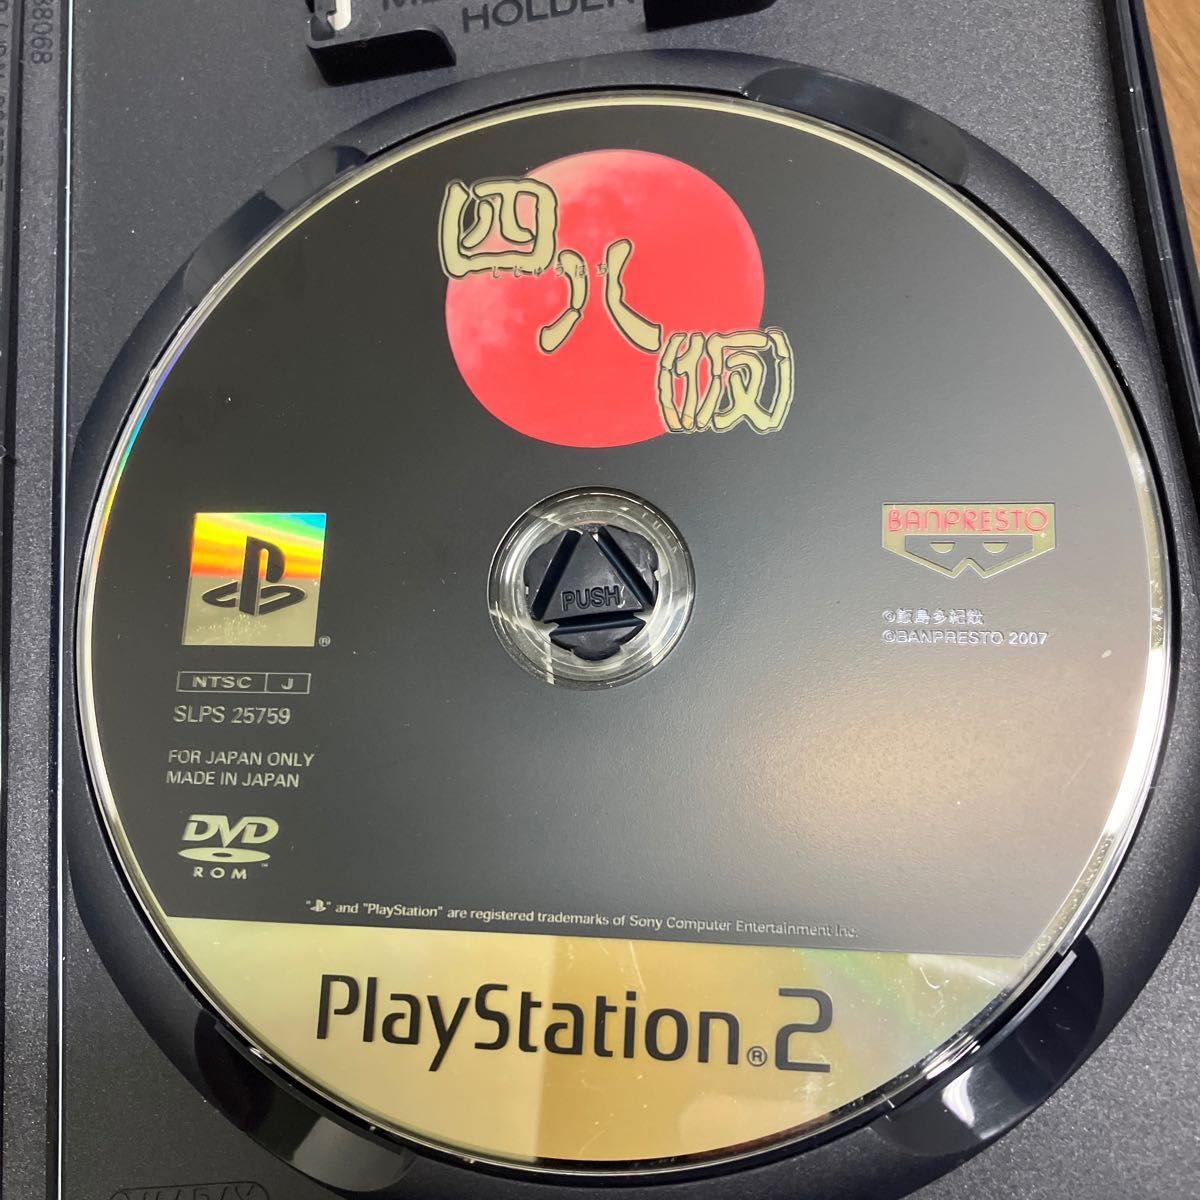 HOLDER
四八(仮)
しじゅうはち
BANPRESTO
PUSH
©飯島多紀哉
©BANPRESTO 2007
NTSC J
SLPS 25759
FOR JAPAN ONLY
MADE IN JAPAN
DVD
ROM ™
"PS" and "PlayStation" are registered trademarks of Sony Computer Entertainment Inc.
PlayStation®2